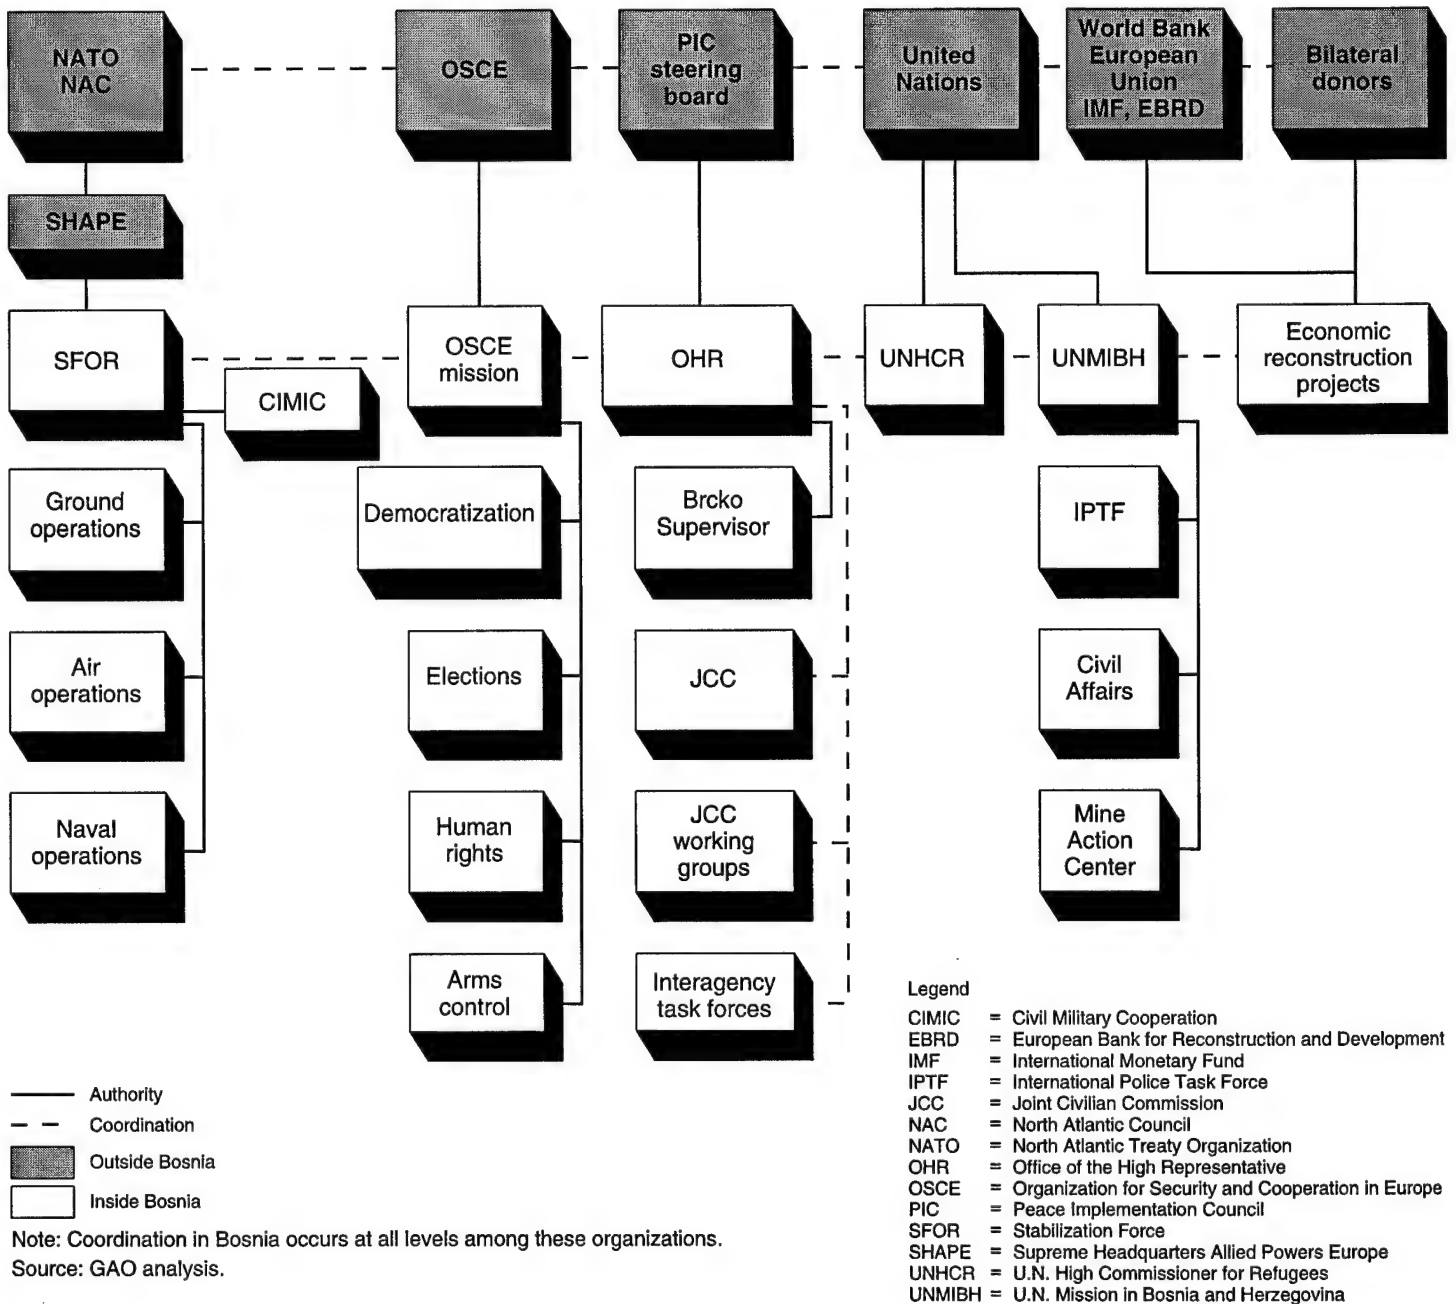 NATO
NAC
OSCE
PIC
steering
board
United
Nations
World Bank
European
Union
IMF, EBRD
Bilateral
donors
SHAPE
SFOR
CIMIC
OSCE
mission
OHR
UNHCR
UNMIBH
Economic
reconstruction
projects
Ground
operations
Democratization
Brcko
Supervisor
IPTF
Air
operations
Elections
JCC
Civil
Affairs
Naval
operations
Human
rights
JCC
working
groups
Mine
Action
Center
Arms
control
Interagency
task forces
Authority
Coordination
Outside Bosnia
Inside Bosnia
Note: Coordination in Bosnia occurs at all levels among these organizations.
Source: GAO analysis.
Legend
CIMIC = Civil Military Cooperation
EBRD = European Bank for Reconstruction and Development
IMF = International Monetary Fund
IPTF = International Police Task Force
JCC = Joint Civilian Commission
NAC = North Atlantic Council
NATO = North Atlantic Treaty Organization
OHR = Office of the High Representative
OSCE = Organization for Security and Cooperation in Europe
PIC = Peace Implementation Council
SFOR = Stabilization Force
SHAPE = Supreme Headquarters Allied Powers Europe
UNHCR = U.N. High Commissioner for Refugees
UNMIBH = U.N. Mission in Bosnia and Herzegovina